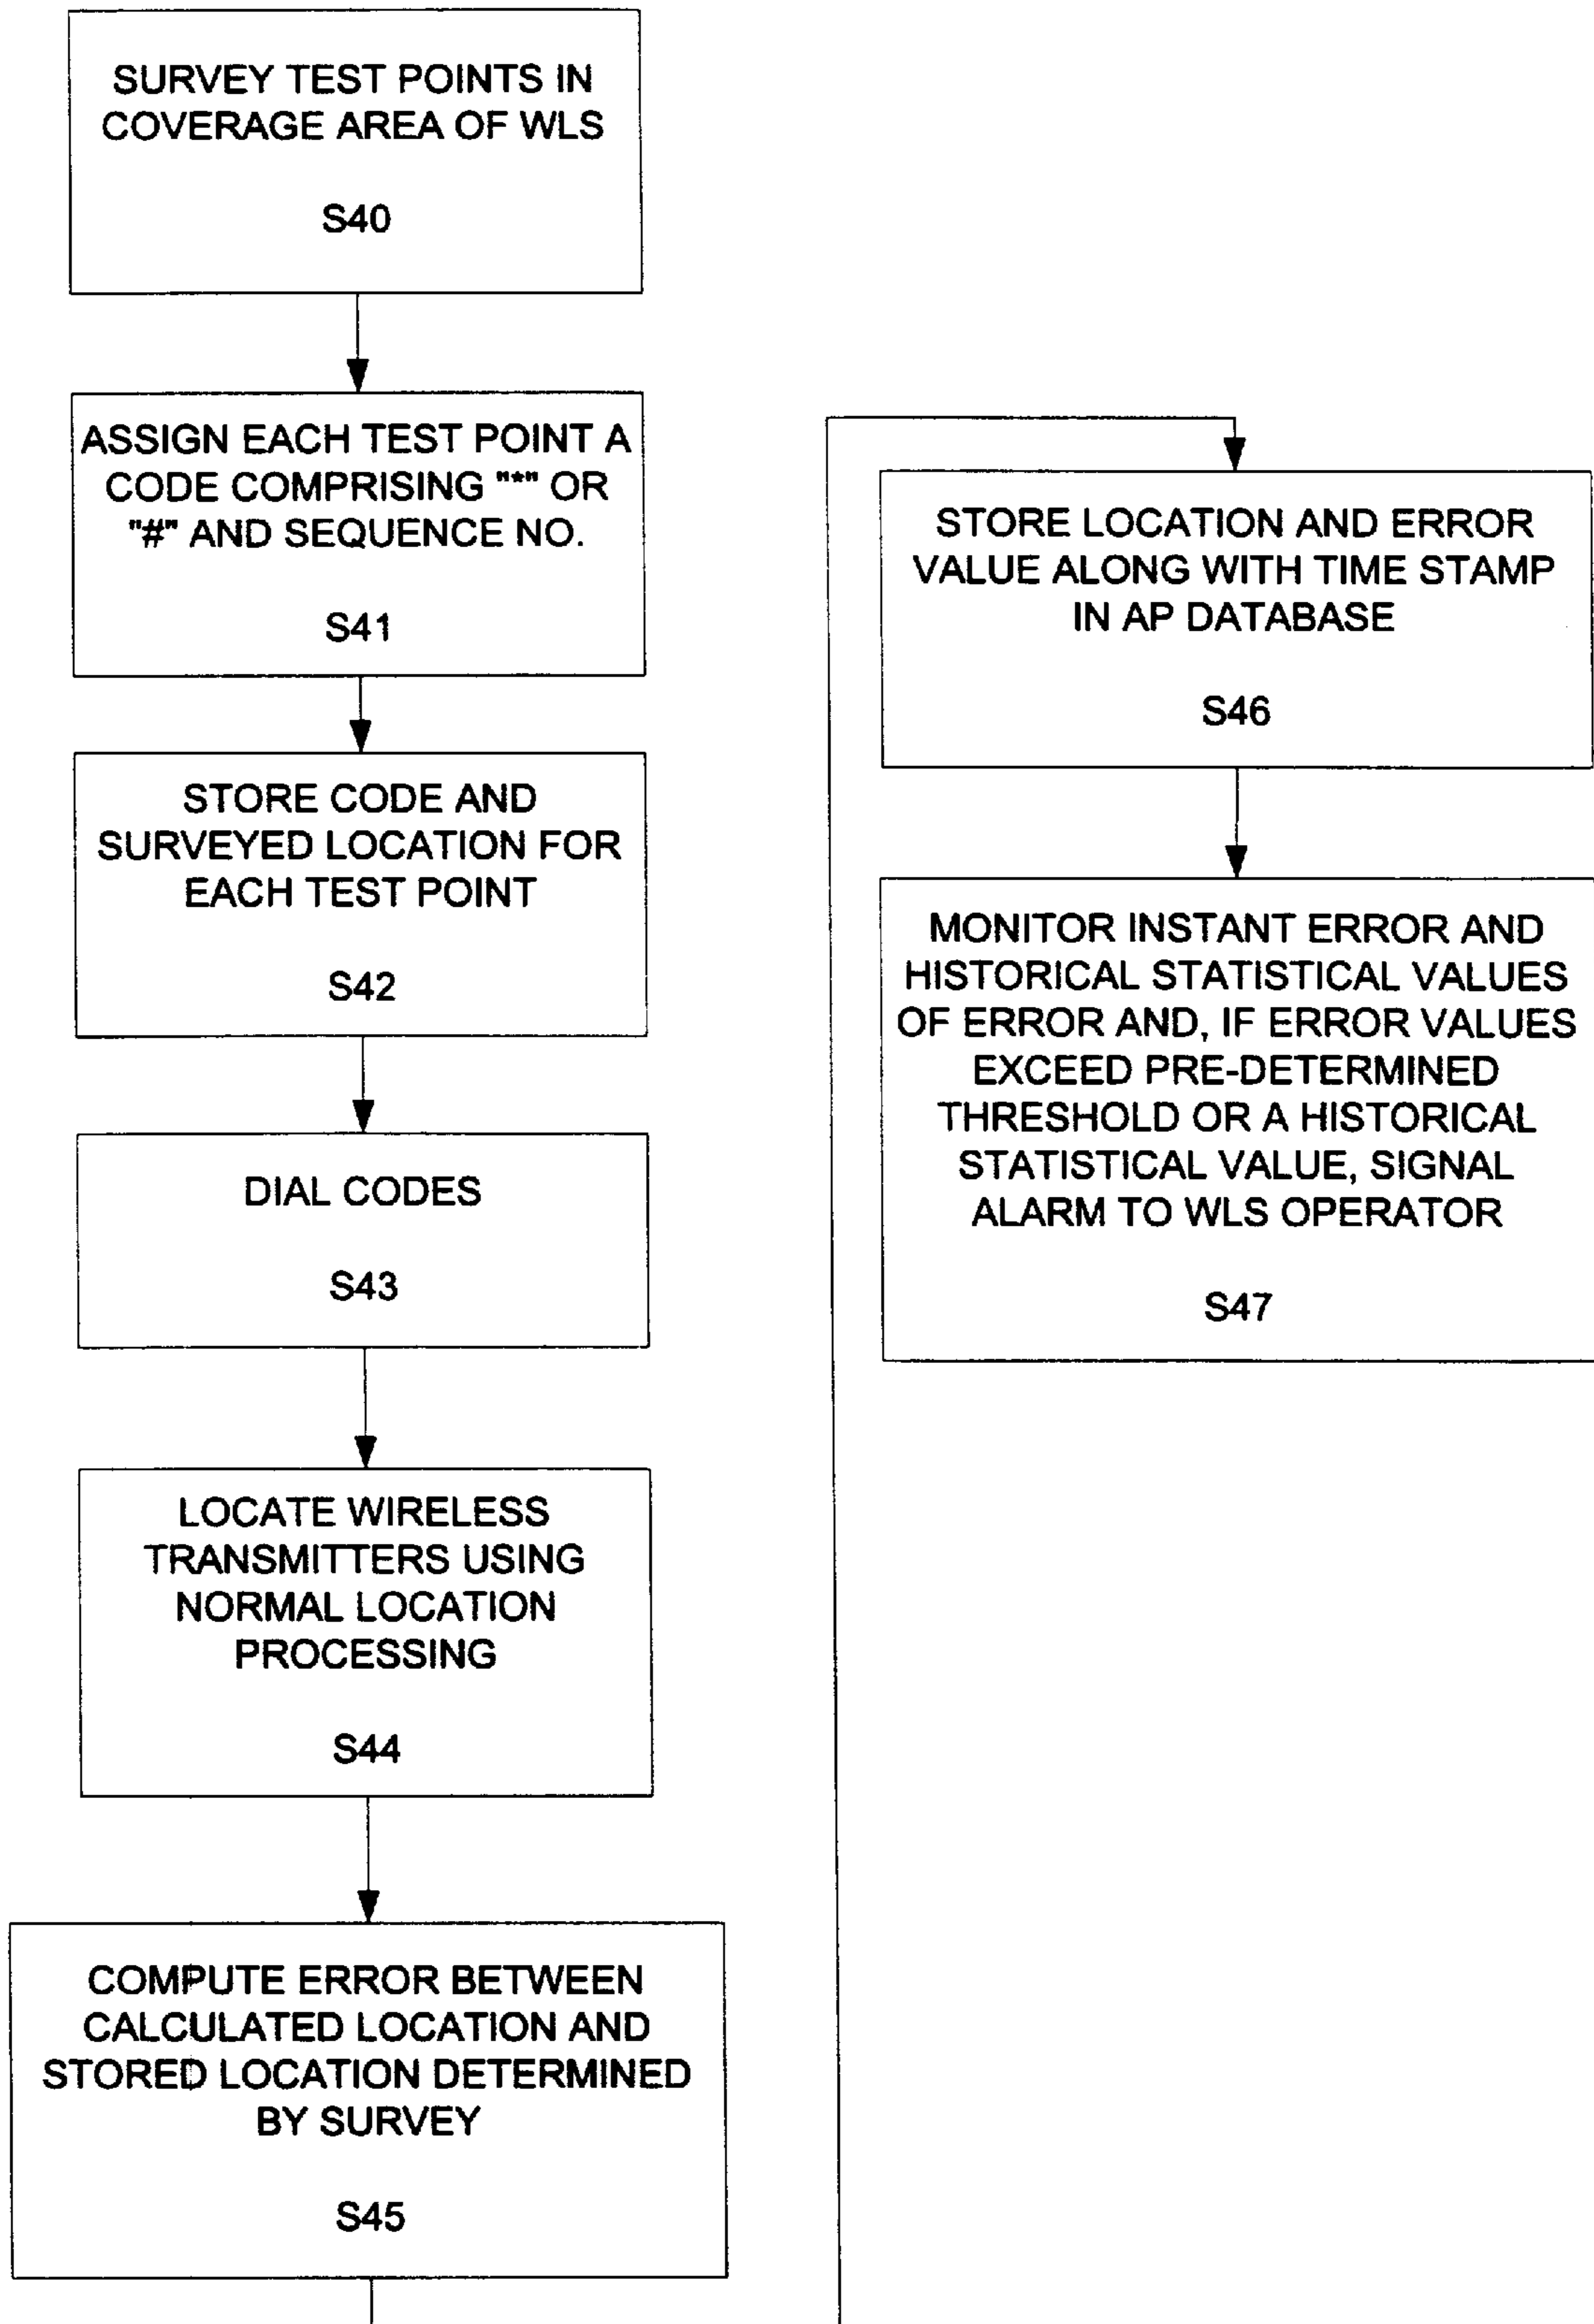 SURVEY TEST POINTS IN
COVERAGE AREA OF WLS
S40
ASSIGN EACH TEST POINT A
CODE COMPRISING "*" OR
"#" AND SEQUENCE NO.
S41
STORE CODE AND
SURVEYED LOCATION FOR
EACH TEST POINT
S42
DIAL CODES
S43
LOCATE WIRELESS
TRANSMITTERS USING
NORMAL LOCATION
PROCESSING
S44
COMPUTE ERROR BETWEEN
CALCULATED LOCATION AND
STORED LOCATION DETERMINED
BY SURVEY
S45
STORE LOCATION AND ERROR
VALUE ALONG WITH TIME STAMP
IN AP DATABASE
S46
MONITOR INSTANT ERROR AND
HISTORICAL STATISTICAL VALUES
OF ERROR AND, IF ERROR VALUES
EXCEED PRE-DETERMINED
THRESHOLD OR A HISTORICAL
STATISTICAL VALUE, SIGNAL
ALARM TO WLS OPERATOR
S47